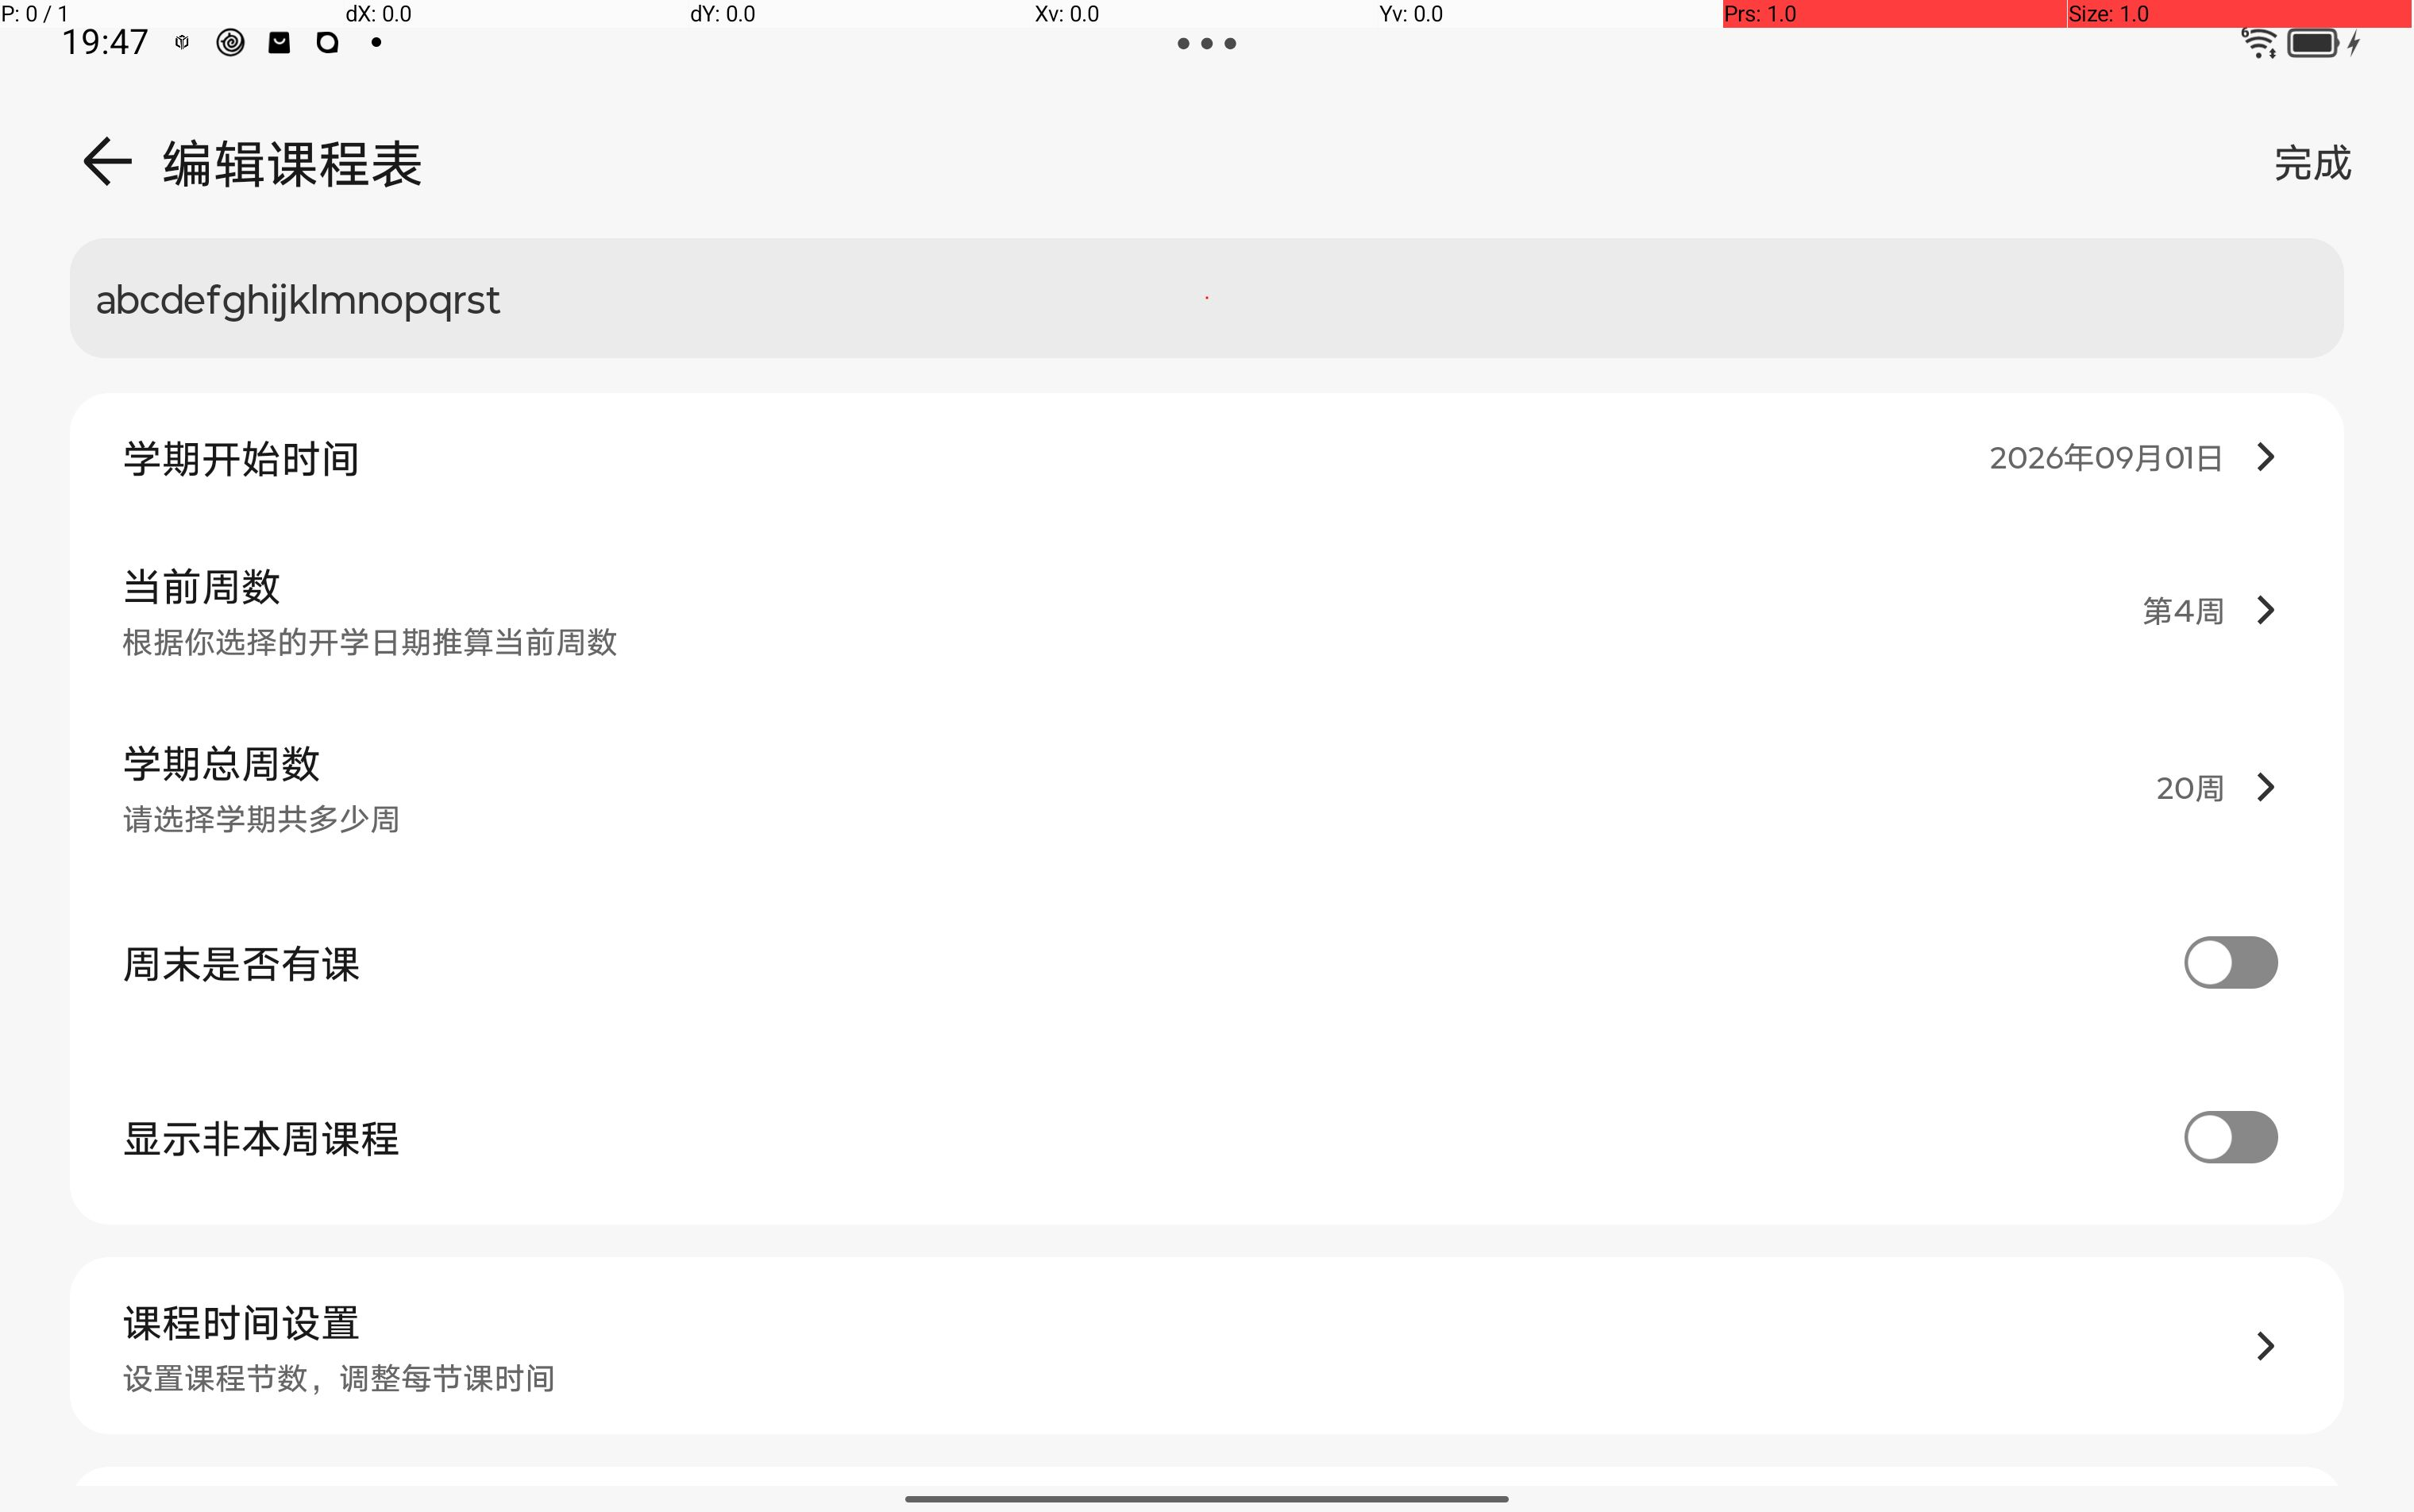 P: 0 / 1 dX: 0.0 dY: 0.0 Xv: 0.0 Yv: 0.0 Prs: 1.0 Size: 1.0
19:47 6
编辑课程表 完成
abcdefghijklmnopqrst
学期开始时间 2026年09月01日
当前周数 第4周
根据你选择的开学日期推算当前周数
学期总周数 20周
请选择学期共多少周
周末是否有课
显示非本周课程
课程时间设置
设置课程节数，调整每节课时间